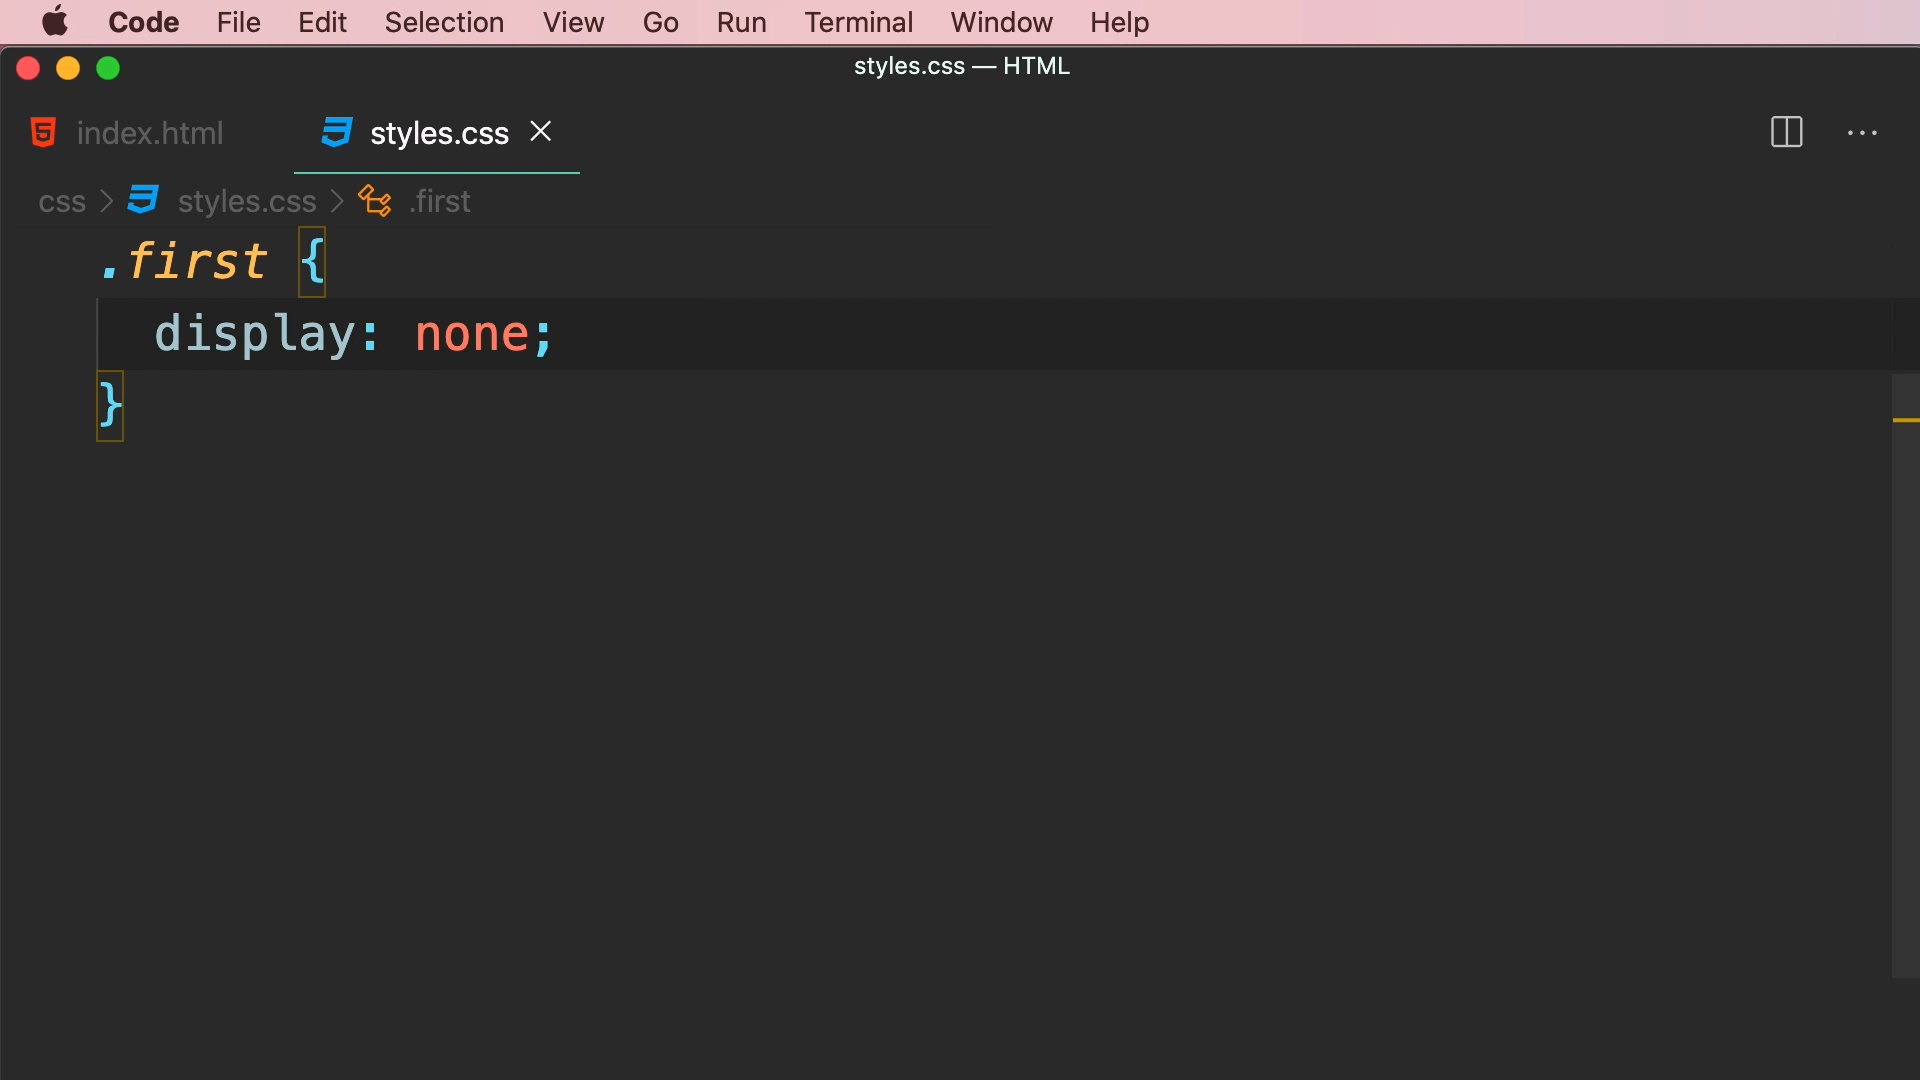 Code File Edit Selection View Go Run Terminal Window Help
styles.css — HTML
index.html styles.css
css > styles.css > .first
.first {
display: none;
}